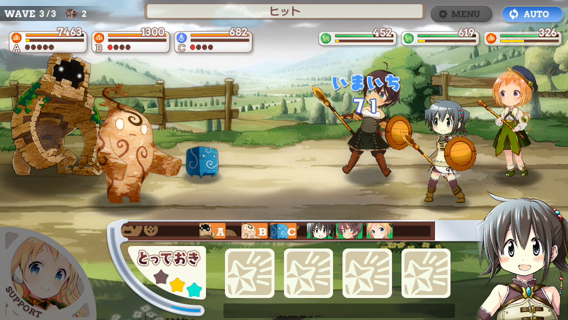 WAVE 3/3 2
ヒット
MENU
AUTO
7463
A
1300
B
682
C
452
619
326
いまいち
71
A
B
C
とっておき
SUPPORT